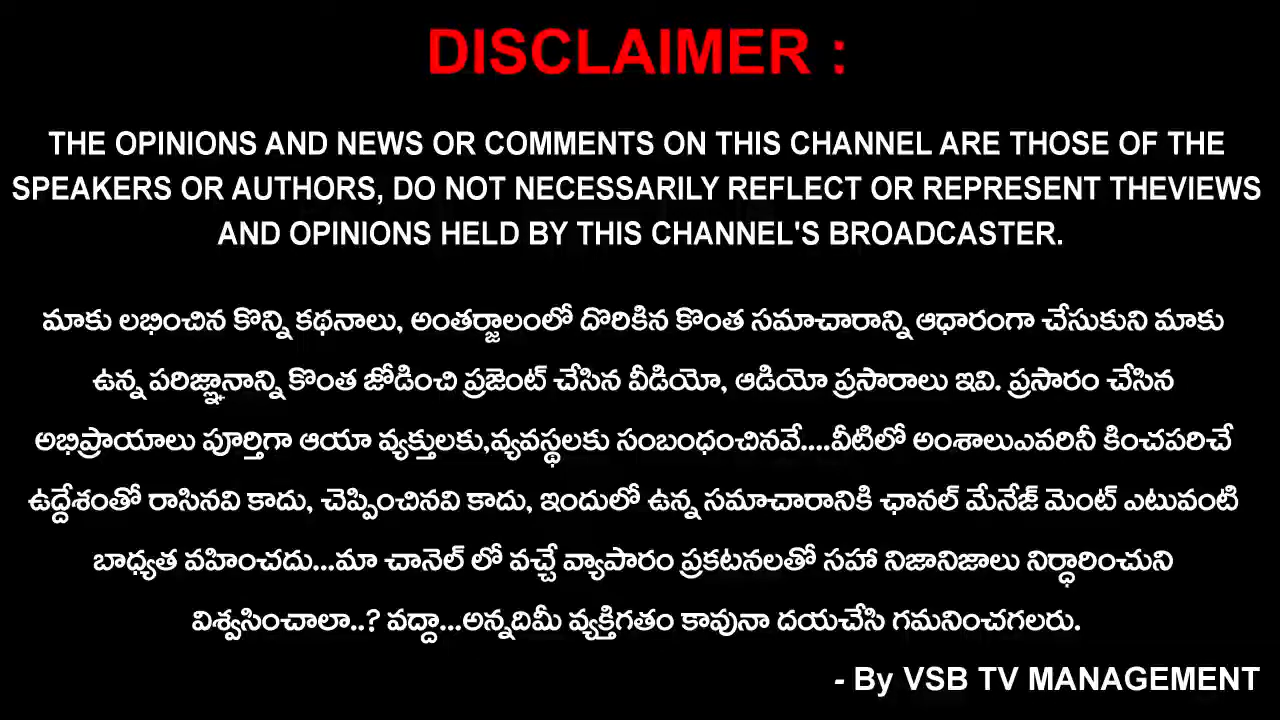 DISCLAIMER :
THE OPINIONS AND NEWS OR COMMENTS ON THIS CHANNEL ARE THOSE OF THE
SPEAKERS OR AUTHORS, DO NOT NECESSARILY REFLECT OR REPRESENT THEVIEWS
AND OPINIONS HELD BY THIS CHANNEL'S BROADCASTER.
మాకు లభించిన కొన్ని కథనాలు, అంతర్జాలంలో దొరికిన కొంత సమాచారాన్ని ఆధారంగా చేసుకుని మాకు
ఉన్న పరిజ్ఞానాన్ని కొంత జోడించి ప్రజెంట్ చేసిన వీడియో, ఆడియో ప్రసారాలు ఇవి. ప్రసారం చేసిన
అభిప్రాయాలు పూర్తిగా ఆయా వ్యక్తులకు,వ్యవస్థలకు సంబంధంచినవే....వీటిలో అంశాలుఎవరినీ కించపరిచే
ఉద్దేశంతో రాసినవి కాదు, చెప్పించినవి కాదు, ఇందులో ఉన్న సమాచారానికి ఛానల్ మేనేజ్ మెంట్ ఎటువంటి
బాధ్యత వహించదు...మా చానెల్ లో వచ్చే వ్యాపారం ప్రకటనలతో సహా నిజానిజాలు నిర్ధారించుని
విశ్వసించాలా..? వద్దా...అన్నదిమీ వ్యక్తిగతం కావునా దయచేసి గమనించగలరు.
- By VSB TV MANAGEMENT